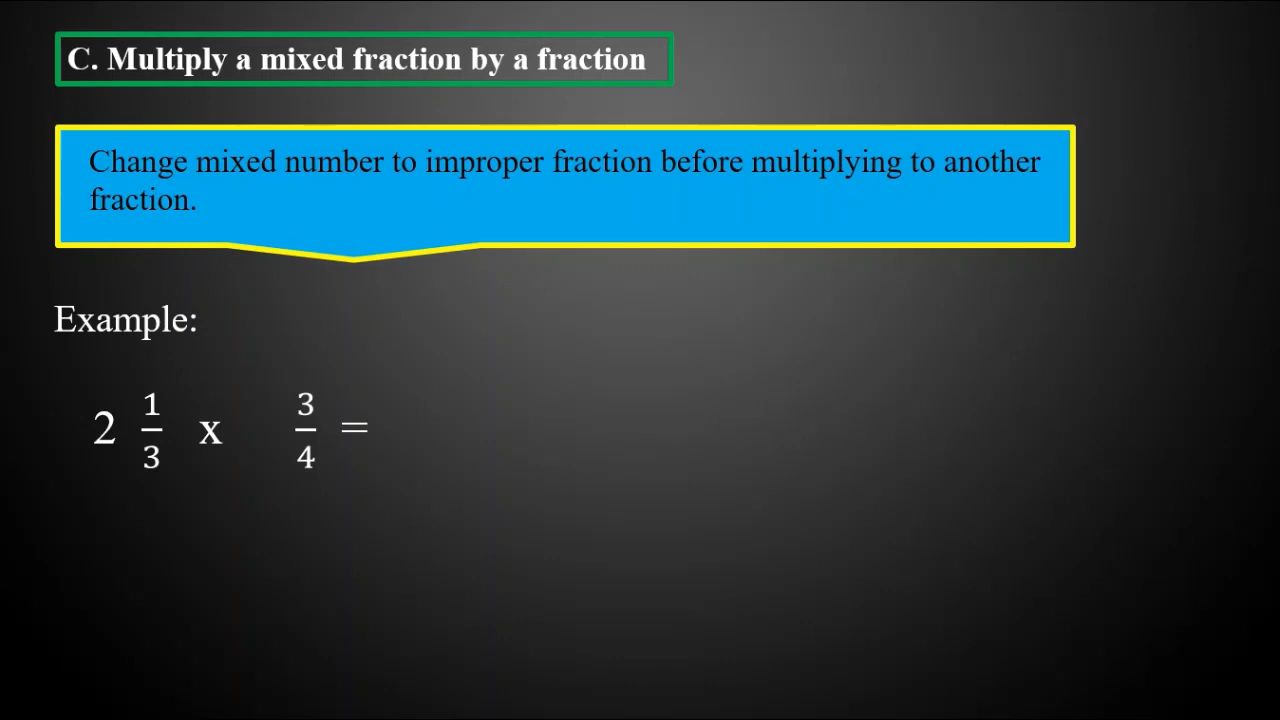 C. Multiply a mixed fraction by a fraction
Change mixed number to improper fraction before multiplying to another
fraction.
Example:
2 1/3 x 3/4 =